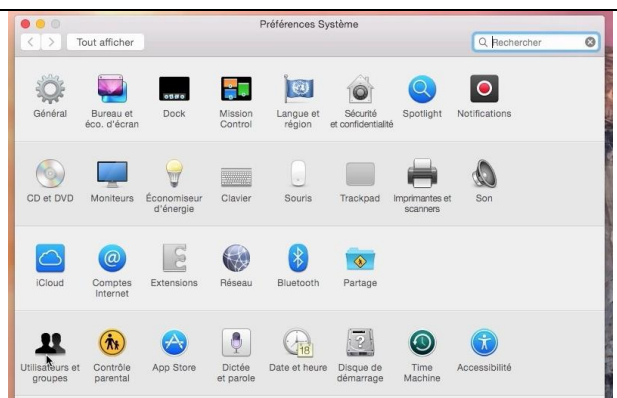 Préférences Système
Tout afficher
Rechercher
Général
Bureau et
éco. d'écran
Dock
Mission
Control
Langue et
région
Sécurité
et confidentialité
Spotlight
Notifications
CD et DVD
Moniteurs
Économiseur
d'énergie
Clavier
Souris
Trackpad
Imprimantes et
scanners
Son
iCloud
Comptes
Internet
Extensions
Réseau
Bluetooth
Partage
Utilisateurs et
groupes
Contrôle
parental
App Store
Dictée
et parole
18
Date et heure
Disque de
démarrage
Time
Machine
Accessibilité